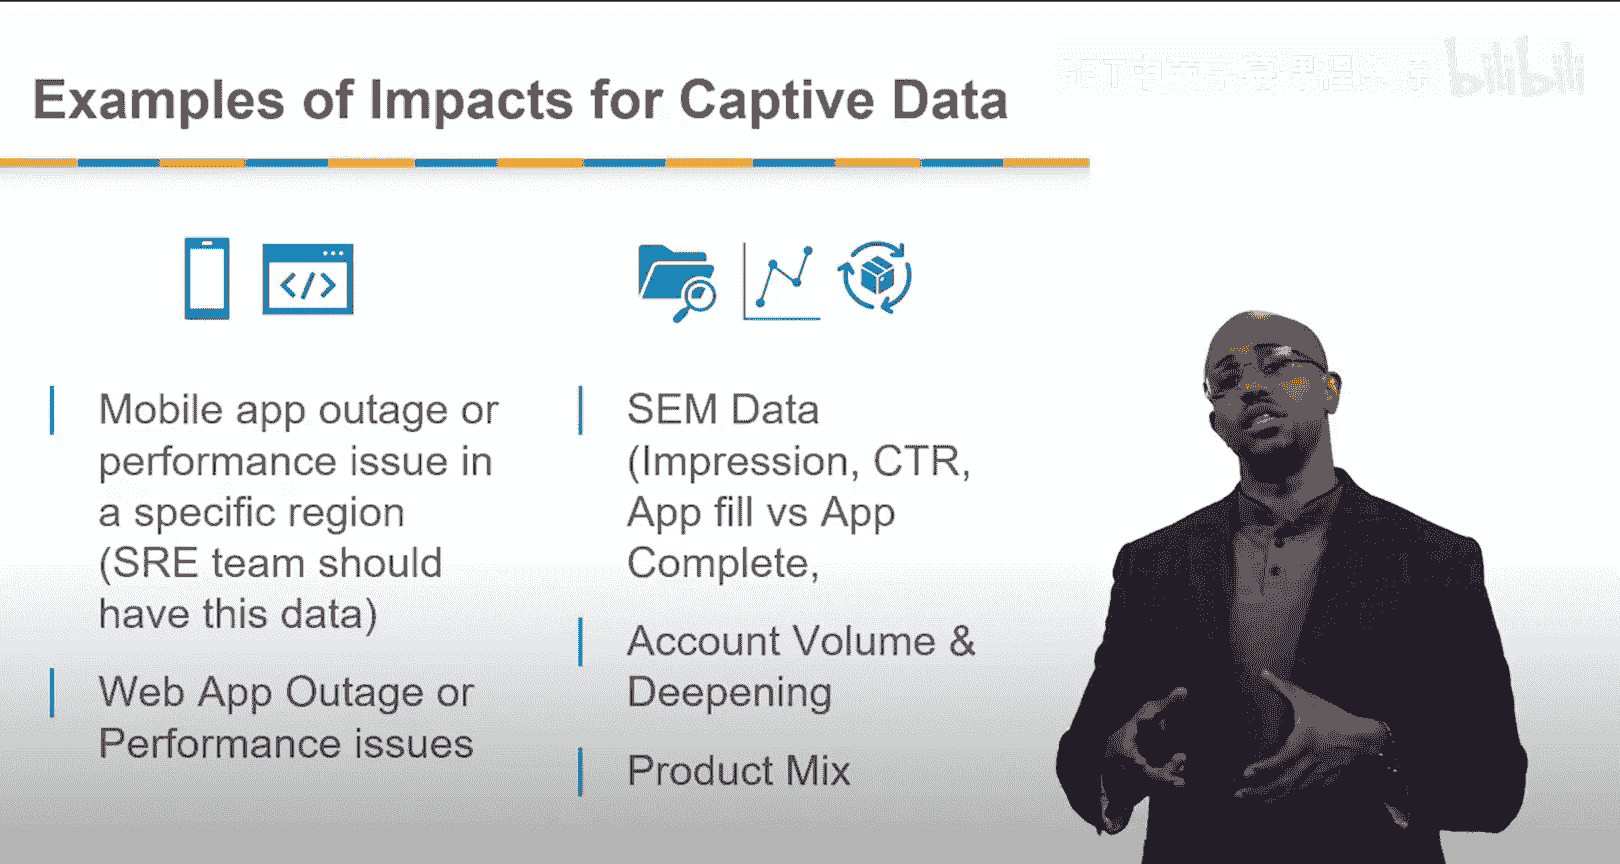 Examples of Impacts for Captive Data
bilibili
</>
Mobile app outage or
performance issue in
a specific region
(SRE team should
have this data)
Web App Outage or
Performance issues
SEM Data
(Impression, CTR,
App fill vs App
Complete,
Account Volume &
Deepening
Product Mix